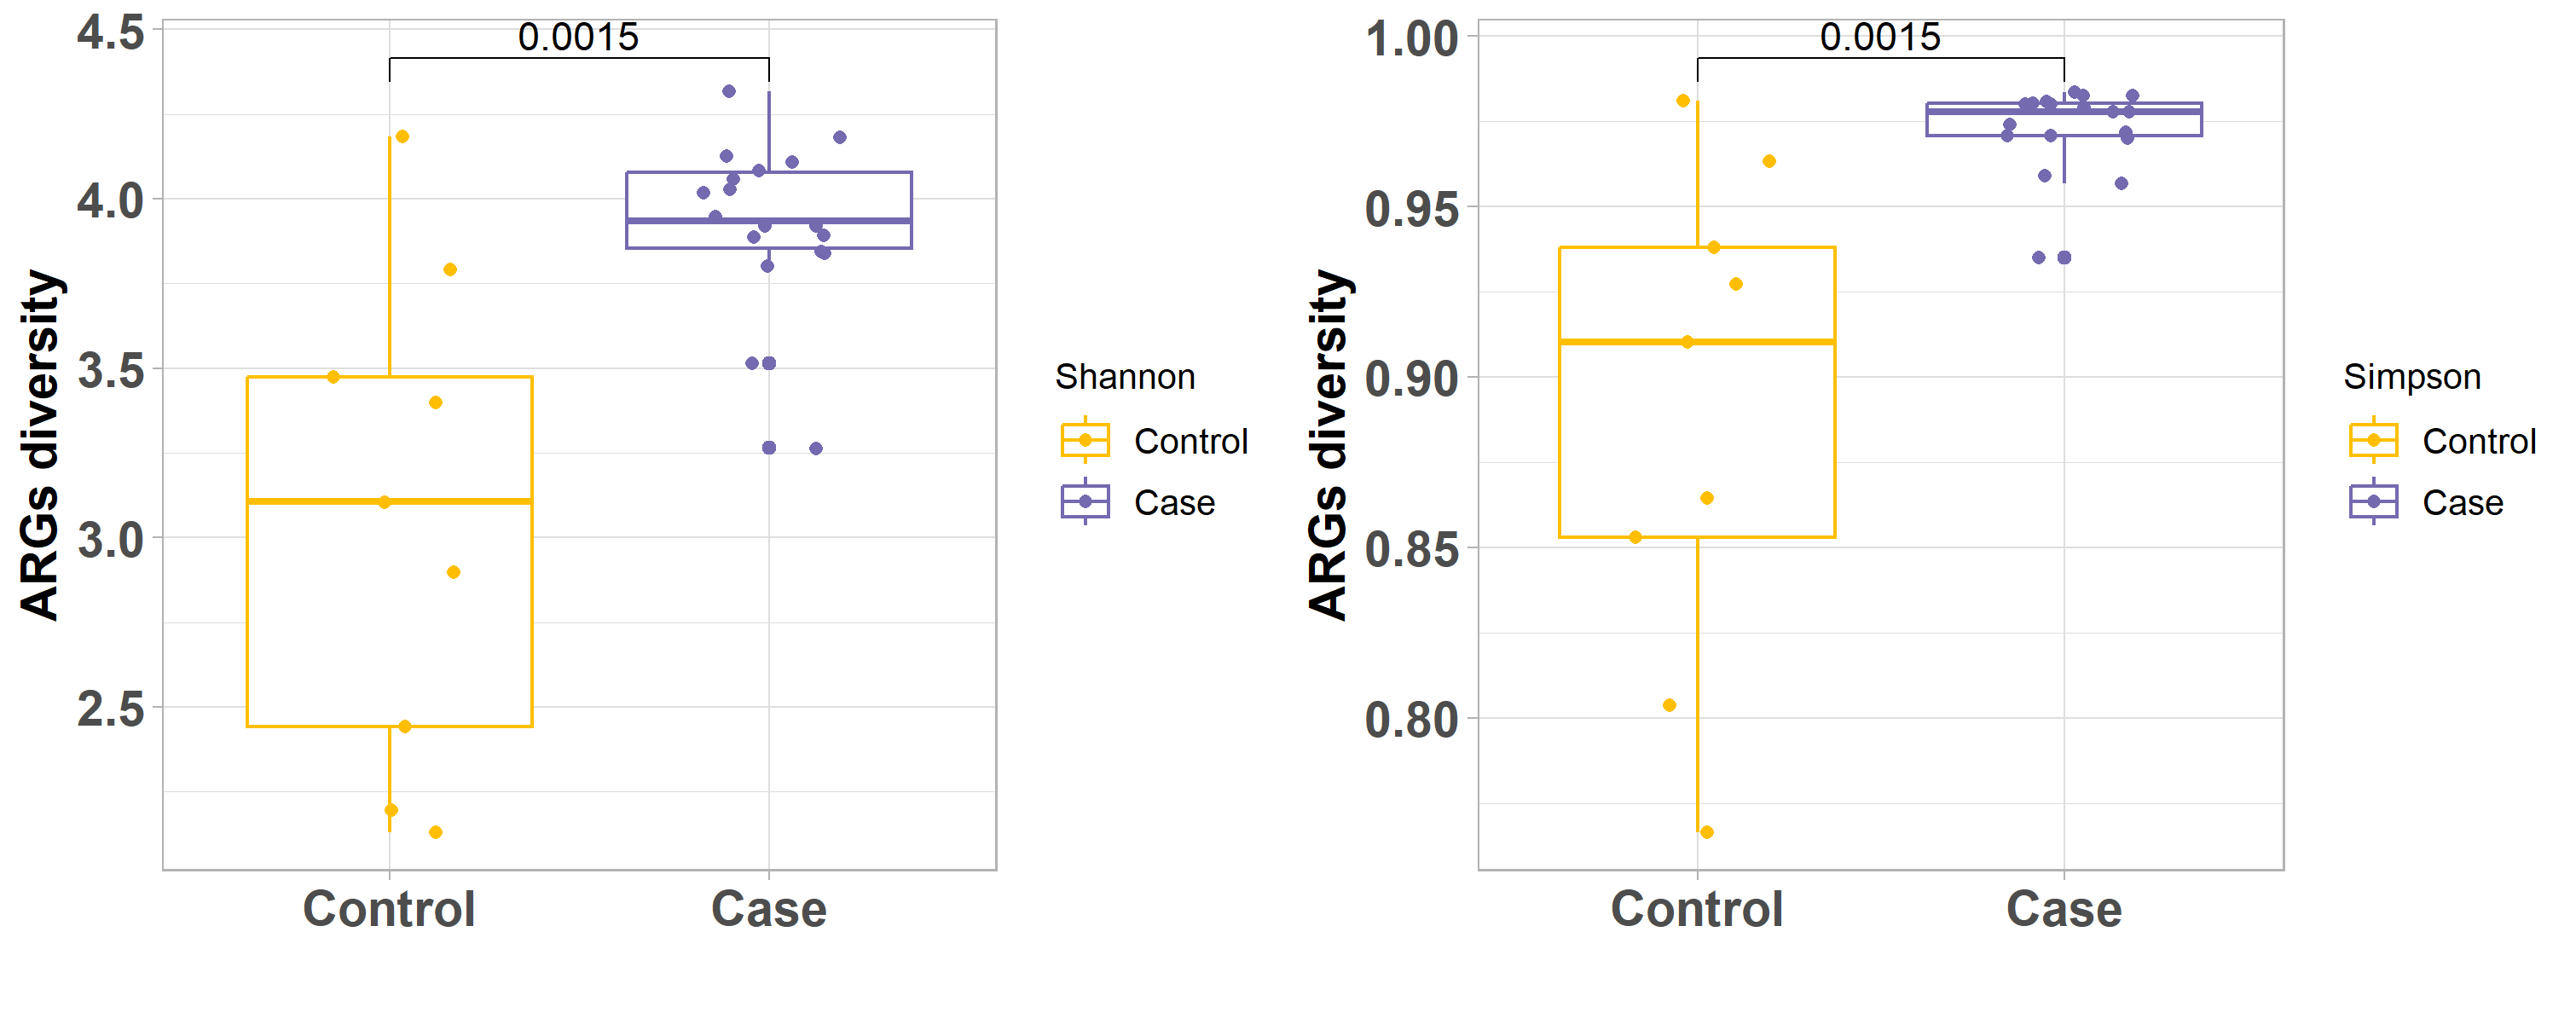 ARGs diversity
4.5
4.0
3.5
3.0
2.5
0.0015
Control
Case
Shannon
Control
Case
ARGs diversity
1.00
0.95
0.90
0.85
0.80
0.0015
Control
Case
Simpson
Control
Case